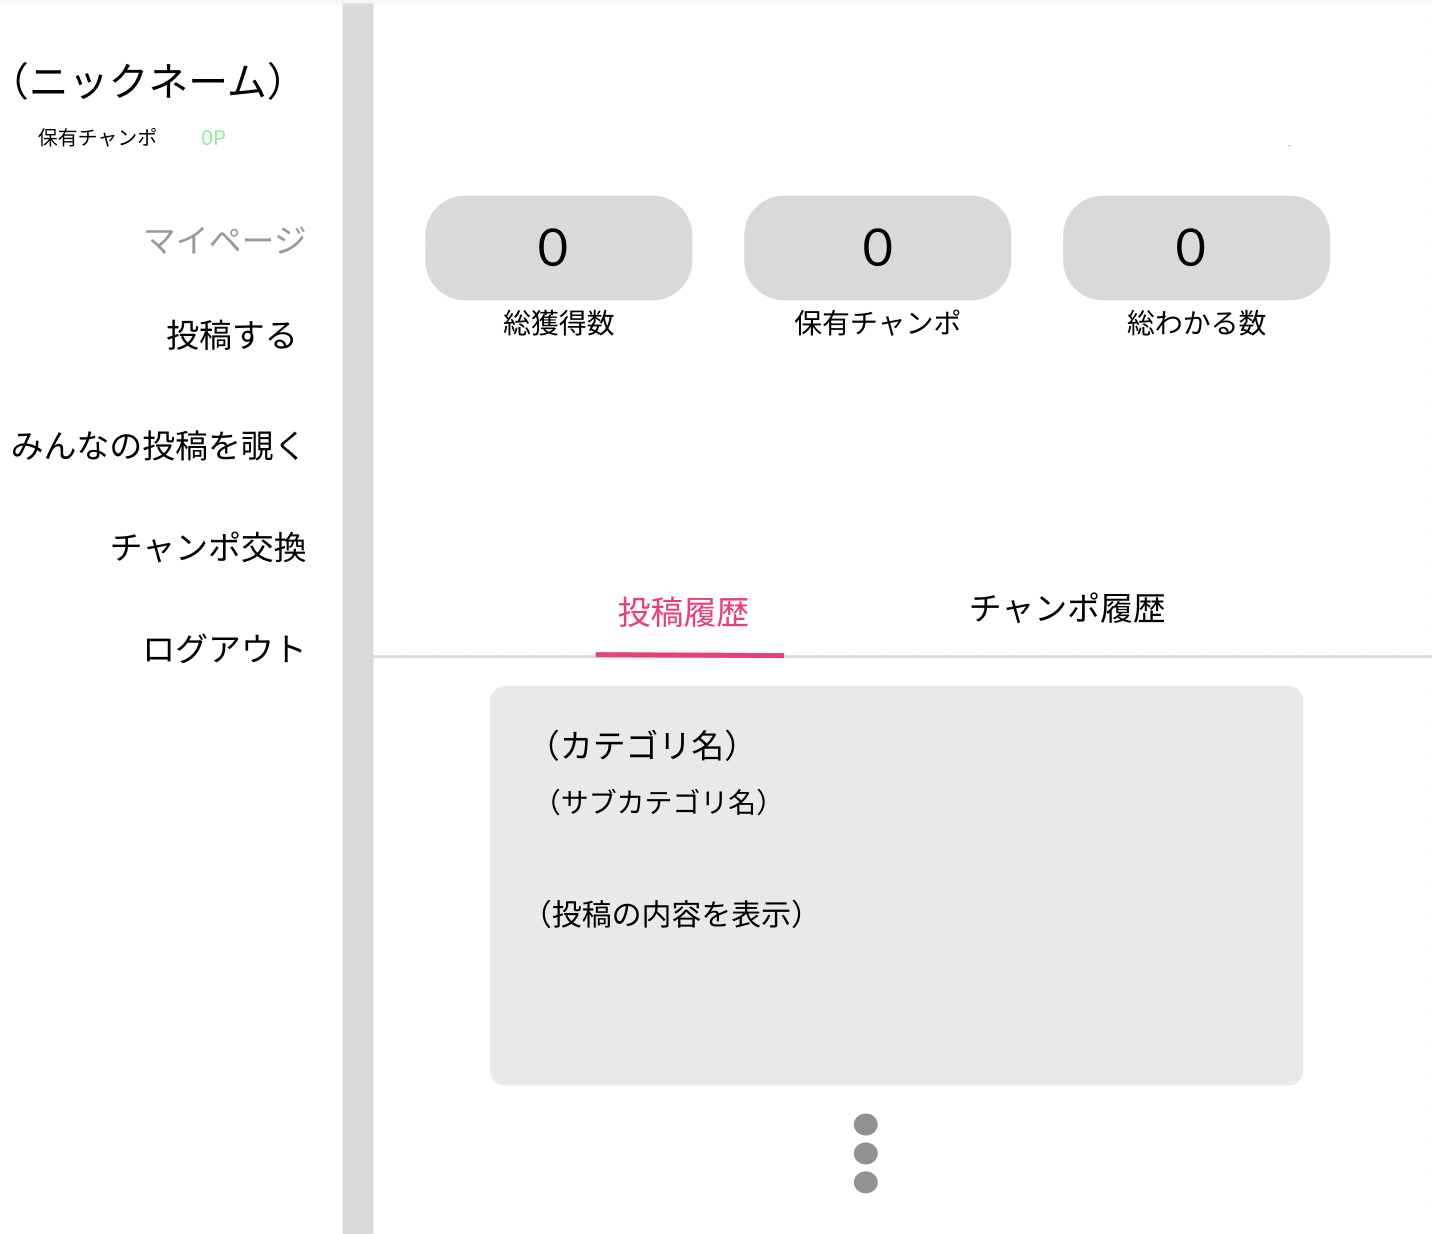 （ニックネーム）
保有チャンポ 0P
マイページ
投稿する
みんなの投稿を覗く
チャンポ交換
ログアウト
0 0 0
総獲得数 保有チャンポ 総わかる数
投稿履歴 チャンポ履歴
（カテゴリ名）
（サブカテゴリ名）
（投稿の内容を表示）